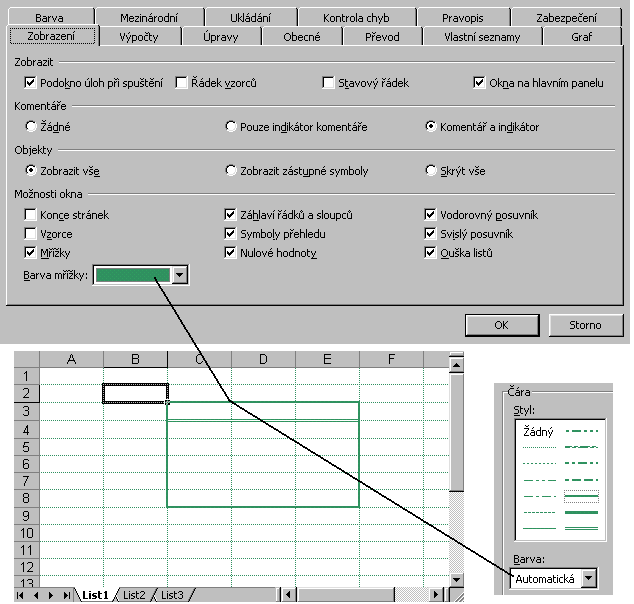 Barva Mezinárodní Ukládání Kontrola chyb Pravopis Zabezpečení
Zobrazení Výpočty Úpravy Obecné Převod Vlastní seznamy Graf
Zobrazit
Podokno úloh při spuštění Řádek vzorců Stavový řádek Okna na hlavním panelu
Komentáře
Žádné Pouze indikátor komentáře Komentář a indikátor
Objekty
Zobrazit vše Zobrazit zástupné symboly Skrýt vše
Možnosti okna
Konce stránek Záhlaví řádků a sloupců Vodorovný posuvník
Vzorce Symboly přehledu Svislý posuvník
Mřížky Nulové hodnoty Ouška listů
Barva mřížky:
OK Storno
A B C D E F
1
2
3
4
5
6
7
8
9
10
11
12
13
List1 List2 List3
Čára
Styl:
Žádný
Barva:
Automatická